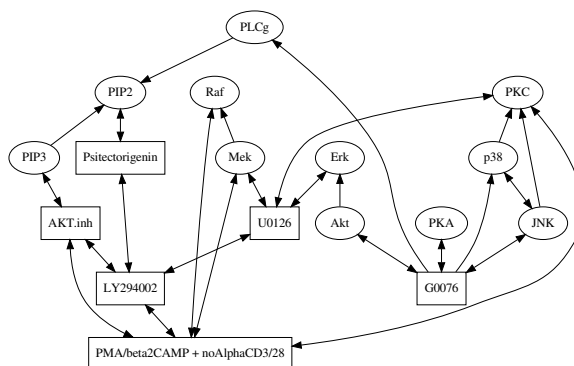 PLCg
PIP2
Raf
PKC
PIP3
Psitectorigenin
Mek
Erk
p38
AKT.inh
U0126
Akt
PKA
JNK
LY294002
G0076
PMA/beta2CAMP + noAlphaCD3/28